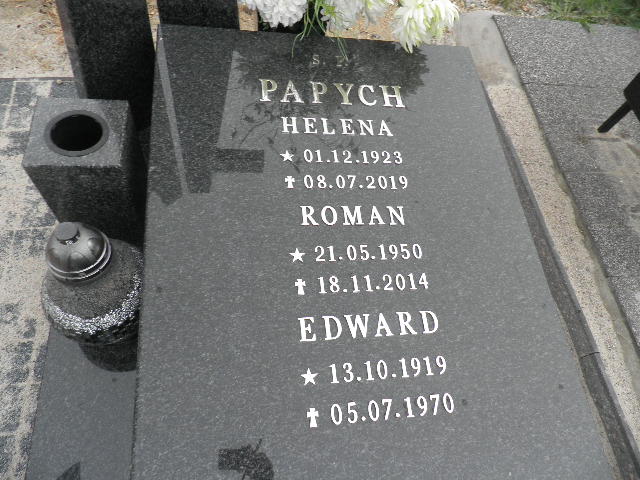 Ś. P.
PAPYCH
HELENA
★ 01.12.1923
✝ 08.07.2019
ROMAN
★ 21.05.1950
✝ 18.11.2014
EDWARD
★ 13.10.1919
✝ 05.07.1970